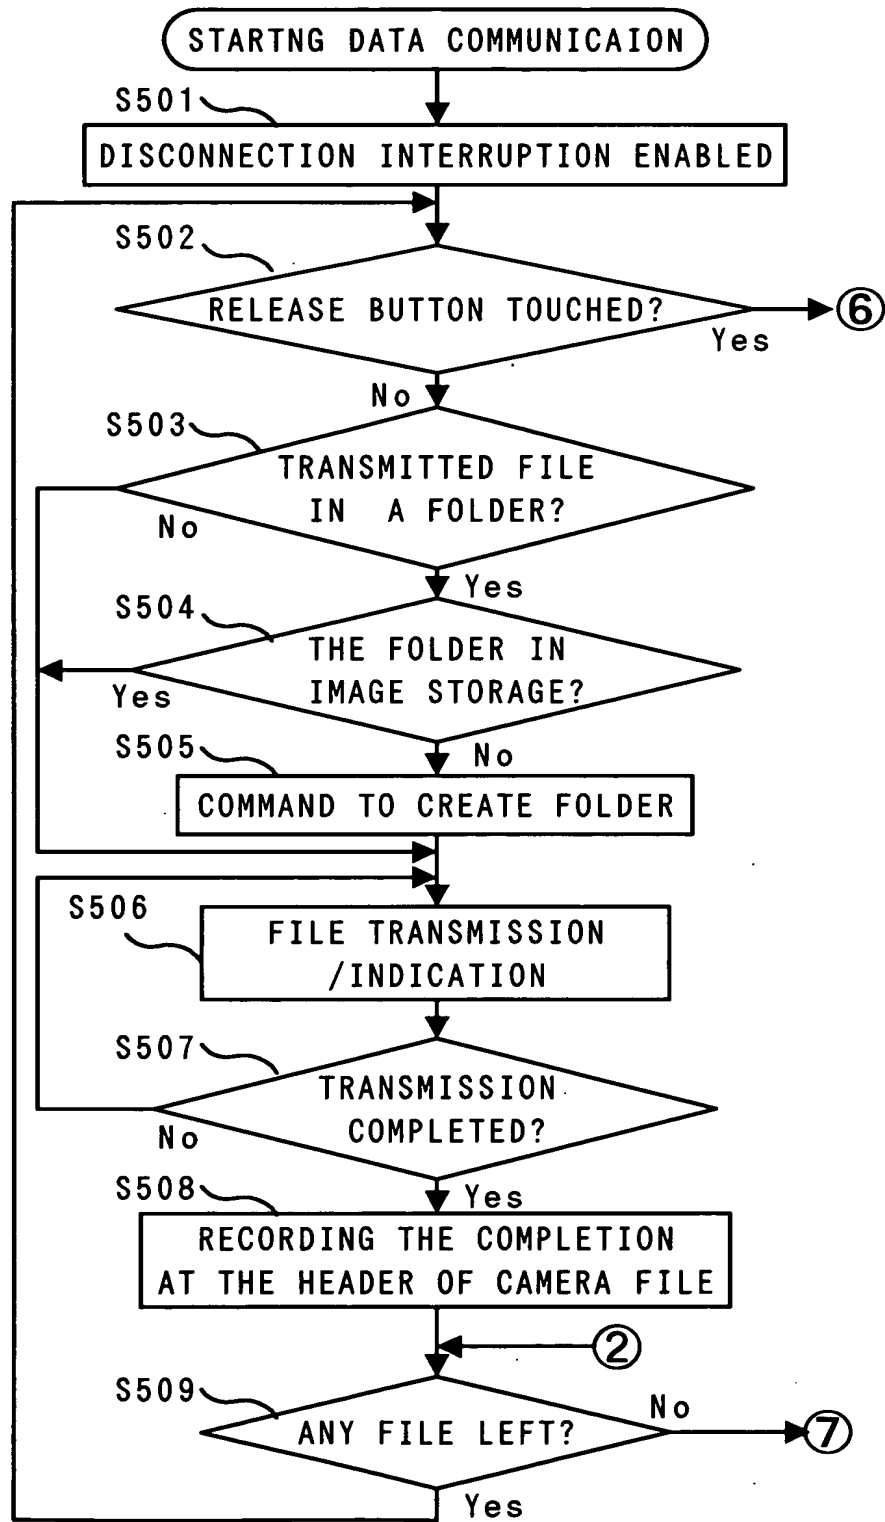 STARTNG DATA COMMUNICAION
S501
DISCONNECTION INTERRUPTION ENABLED
S502
RELEASE BUTTON TOUCHED?
⑥
Yes
No
S503
TRANSMITTED FILE
IN A FOLDER?
No
Yes
S504
THE FOLDER IN
IMAGE STORAGE?
Yes
No
S505
COMMAND TO CREATE FOLDER
S506
FILE TRANSMISSION
/INDICATION
S507
TRANSMISSION
COMPLETED?
No
Yes
S508
RECORDING THE COMPLETION
AT THE HEADER OF CAMERA FILE
②
S509
ANY FILE LEFT?
No
⑦
Yes